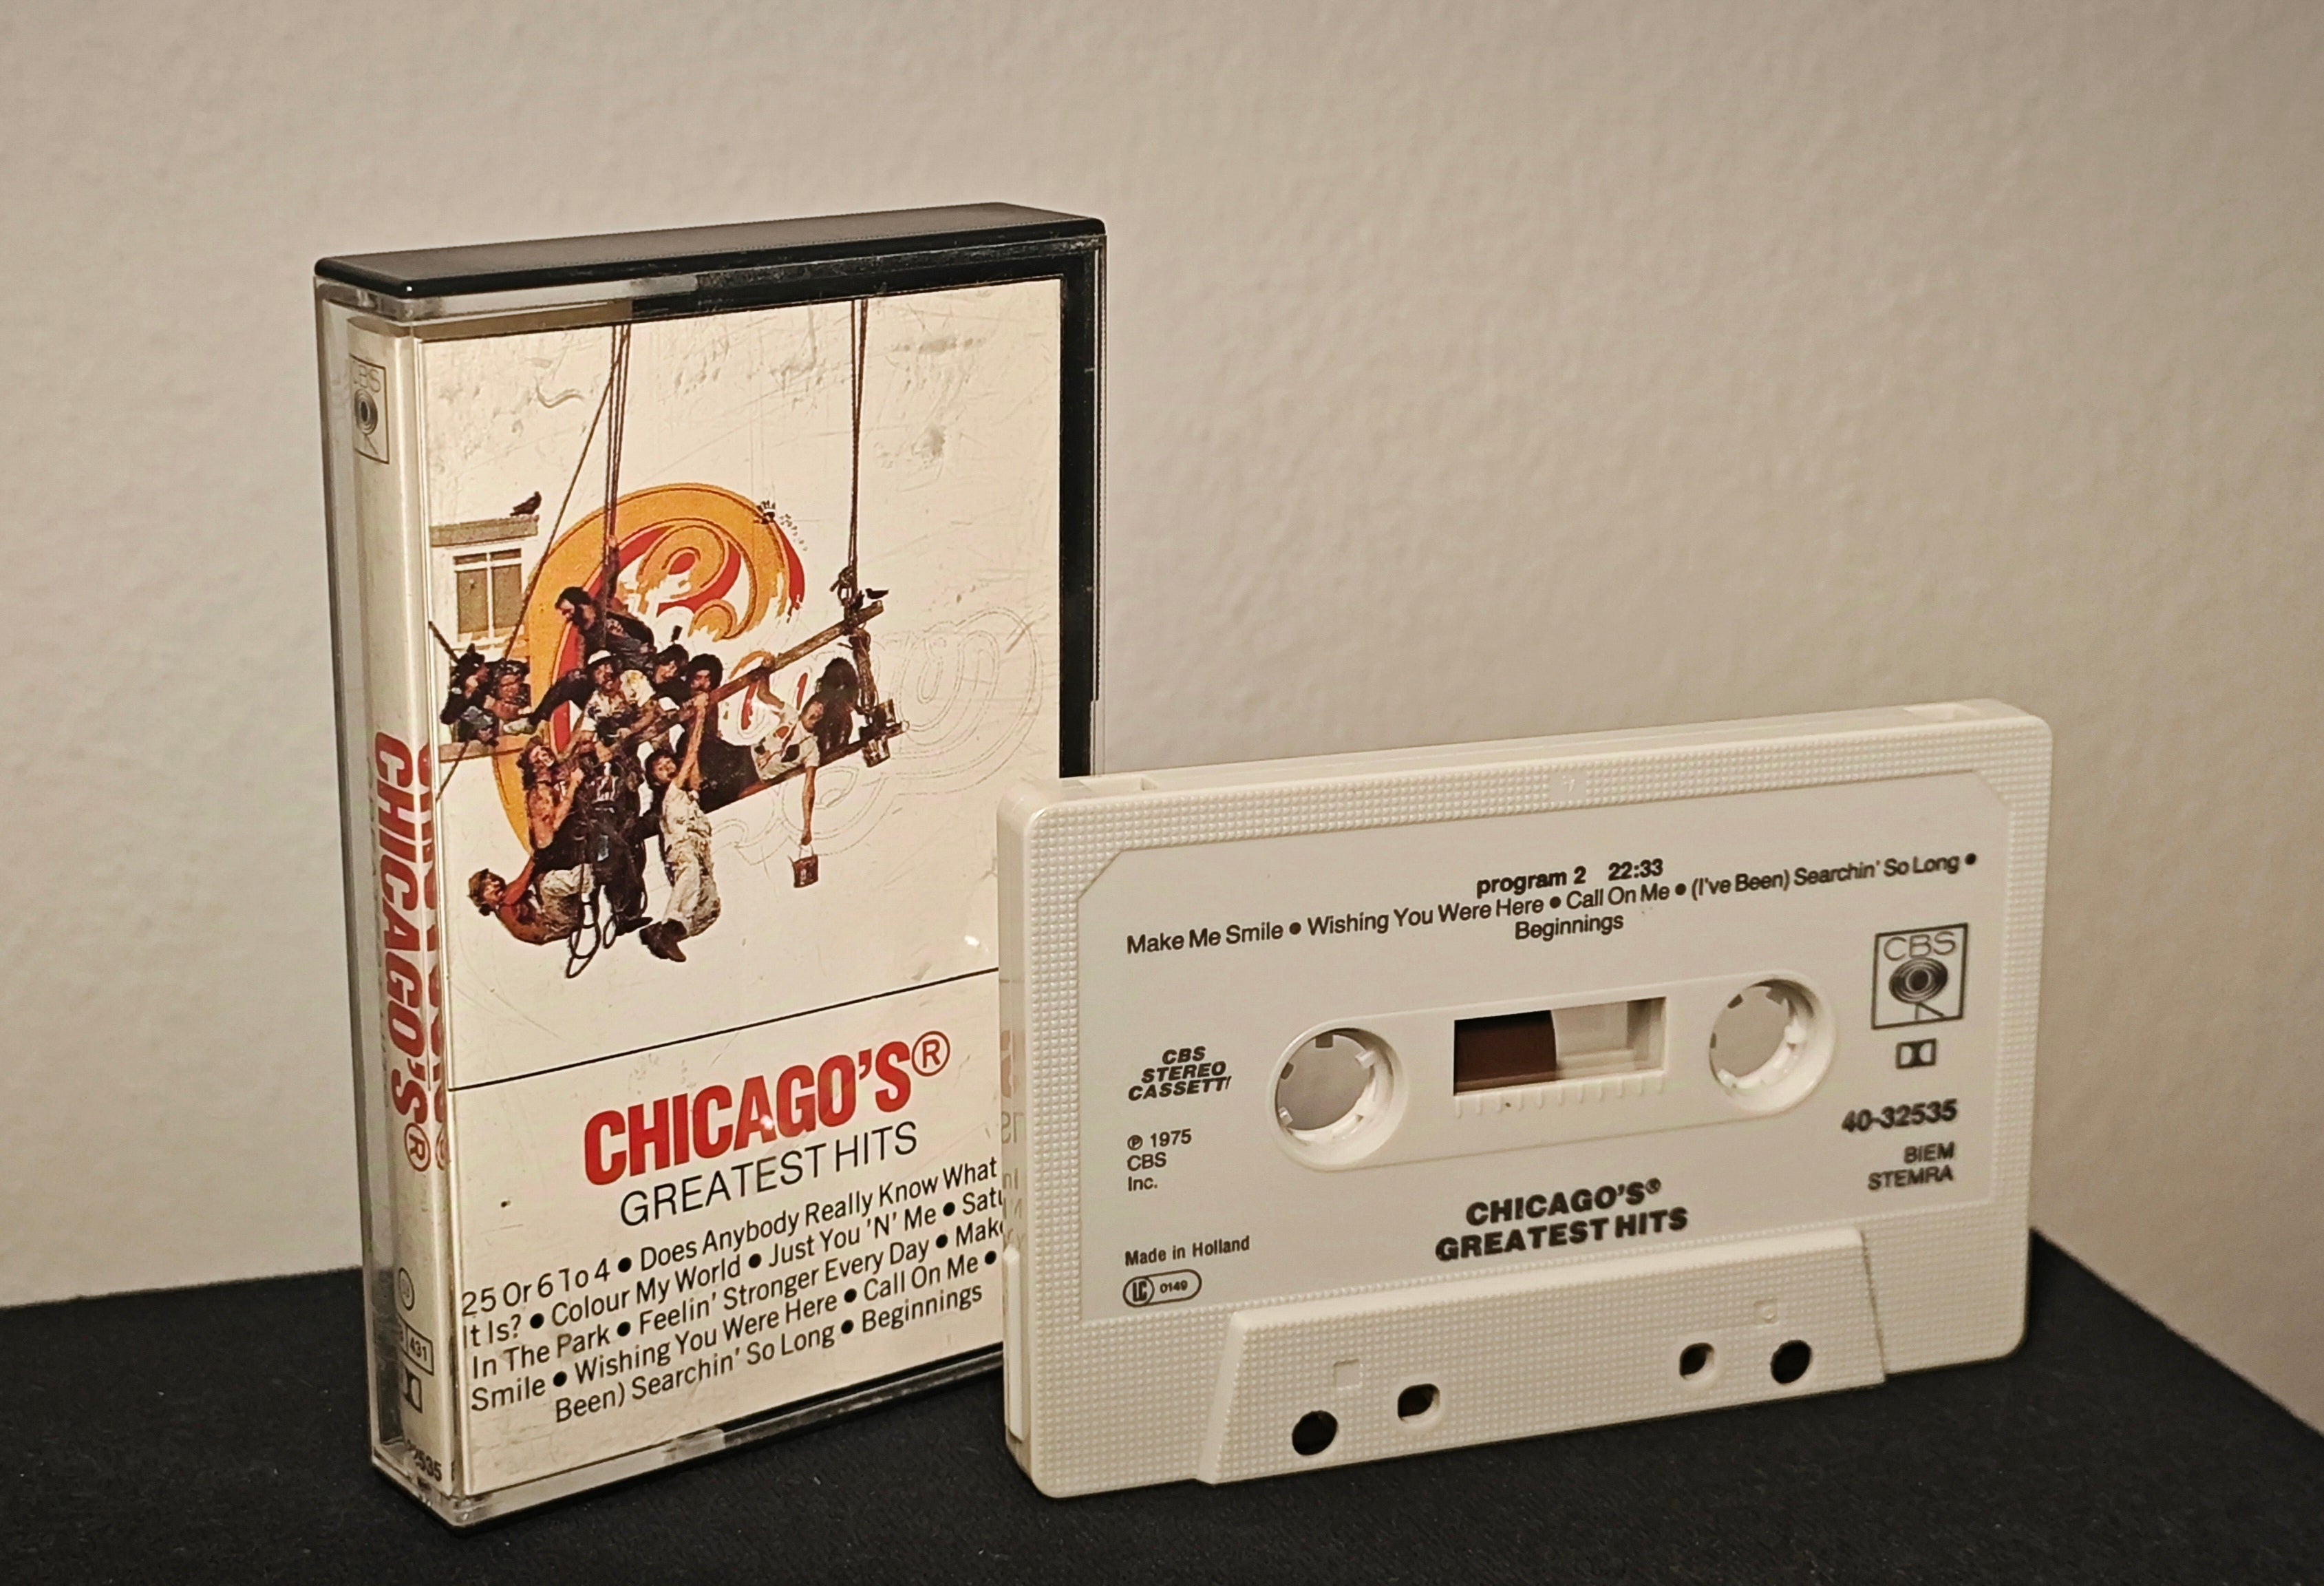 CBS
CHICAGO'S®
CHICAGO'S®
GREATEST HITS
25 Or 6 To 4 • Does Anybody Really Know What
It Is? • Colour My World • Just You 'N' Me • Satu
In The Park • Feelin' Stronger Every Day • Make
Smile • Wishing You Were Here • Call On Me •
Been) Searchin' So Long • Beginnings
431
2535
program 2 22:33
Make Me Smile • Wishing You Were Here • Call On Me • (I've Been) Searchin' So Long •
Beginnings
CBS
CBS
STEREO
CASSETT
℗ 1975
CBS
Inc.
Made in Holland
LC 0149
40-32535
BIEM
STEMRA
CHICAGO'S®
GREATEST HITS